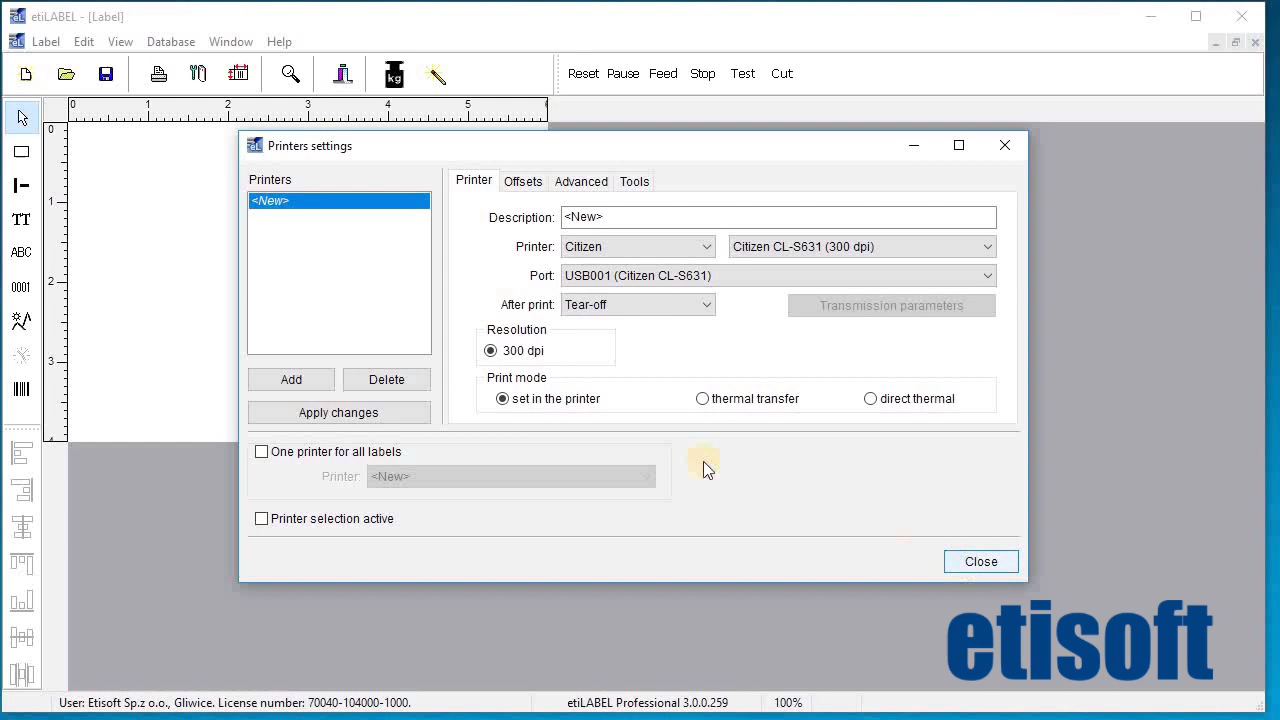 etiLABEL - [Label]
Label Edit View Database Window Help
kg Reset Pause Feed Stop Test Cut
0 1 2 3 4 5
0
1
2
3
TT
ABC
0001
Printers settings
Printers
<New>
Add Delete
Apply changes
Printer Offsets Advanced Tools
Description: <New>
Printer: Citizen Citizen CL-S631 (300 dpi)
Port: USB001 (Citizen CL-S631)
After print: Tear-off Transmission parameters
Resolution
300 dpi
Print mode
set in the printer thermal transfer direct thermal
One printer for all labels
Printer: <New>
Printer selection active
Close
etisoft
User: Etisoft Sp.z o.o., Gliwice. License number: 70040-104000-1000. etiLABEL Professional 3.0.0.259 100%